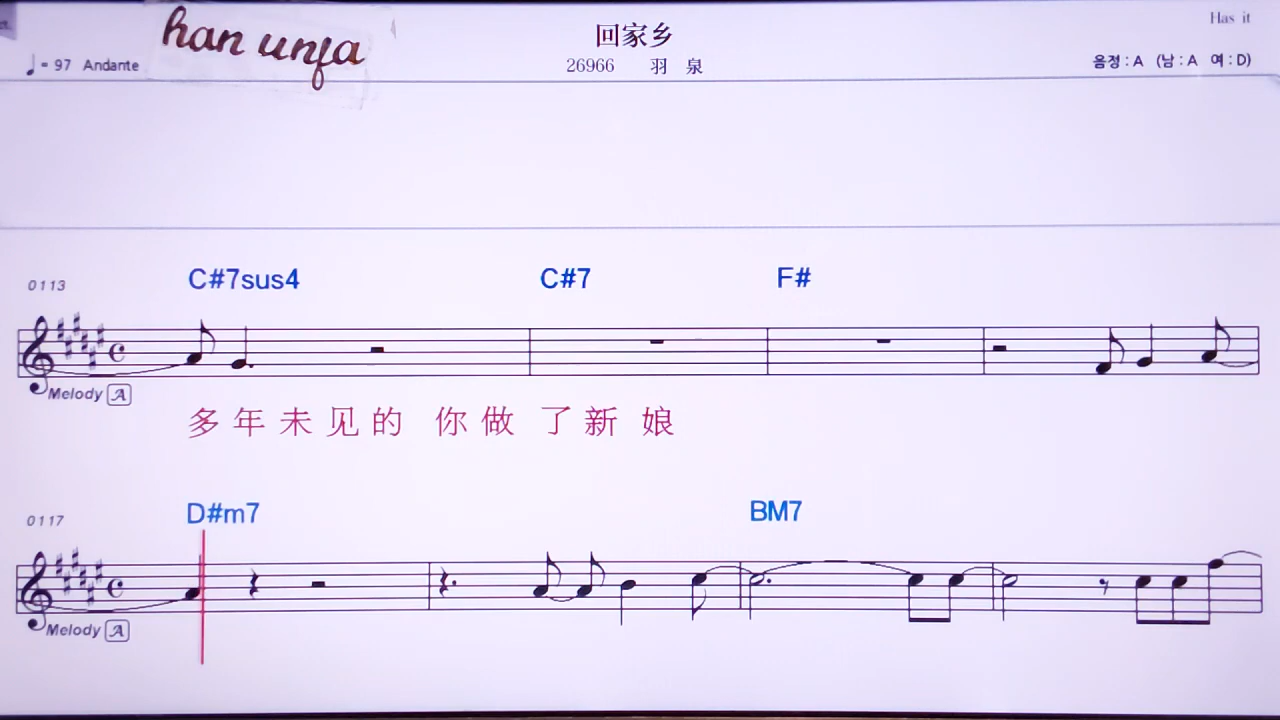 han unfa
回家乡
Has it
♩= 97 Andante
26966 羽 泉
음정 : A (남 : A 여 : D)
C#7sus4 C#7 F#
0113
Melody A
多 年 未 见 的 你 做 了 新 娘
D#m7 BM7
0117
Melody A